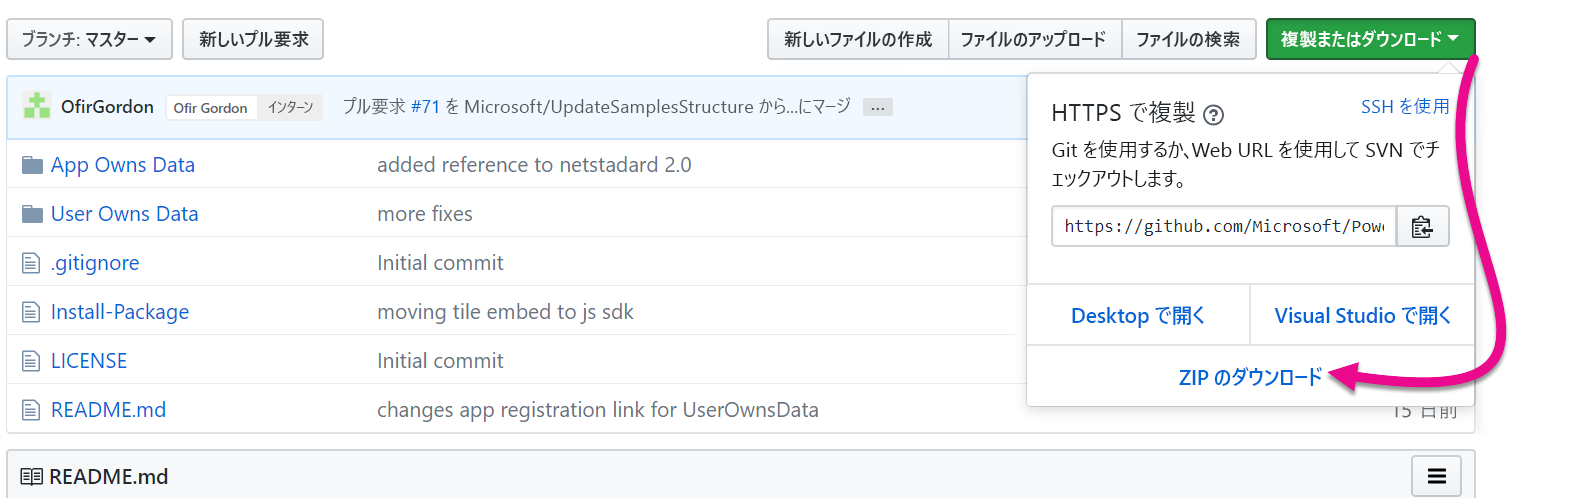 ブランチ: マスター
新しいプル要求
新しいファイルの作成
ファイルのアップロード
ファイルの検索
複製またはダウンロード
OfirGordon
Ofir Gordon
インターン
プル要求 #71 を Microsoft/UpdateSamplesStructure から...にマージ
...
HTTPS で複製 ?
SSH を使用
Git を使用するか、Web URL を使用して SVN でチ
ェックアウトします。
https://github.com/Microsoft/Powe
Desktop で開く
Visual Studio で開く
ZIP のダウンロード
App Owns Data
added reference to netstadard 2.0
User Owns Data
more fixes
.gitignore
Initial commit
Install-Package
moving tile embed to js sdk
LICENSE
Initial commit
README.md
changes app registration link for UserOwnsData
15 日前
README.md